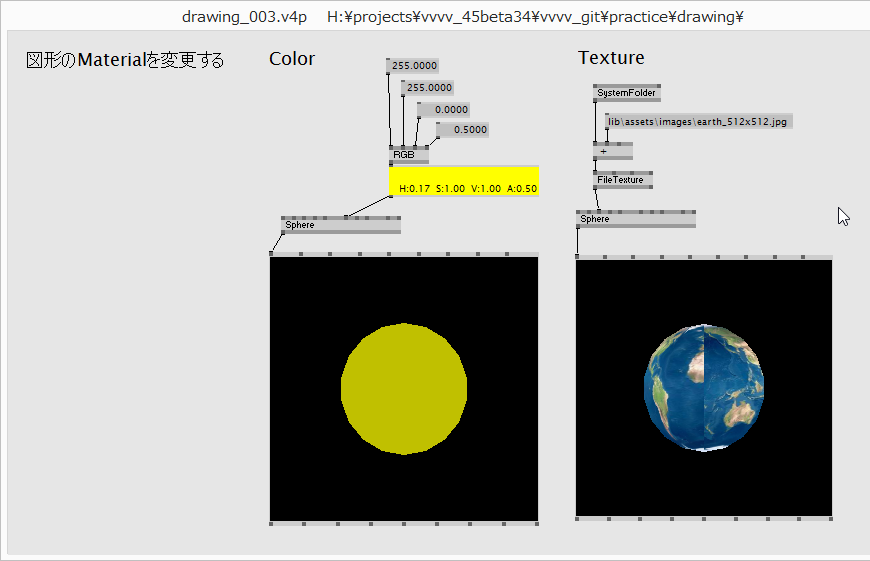 drawing_003.v4p H:¥projects¥vvvv_45beta34¥vvvv_git¥practice¥drawing¥
図形のMaterialを変更する
Color
255.0000
255.0000
0.0000
0.5000
RGB
H:0.17 S:1.00 V:1.00 A:0.50
Sphere
Texture
SystemFolder
lib\assets\images\earth_512x512.jpg
+
FileTexture
Sphere